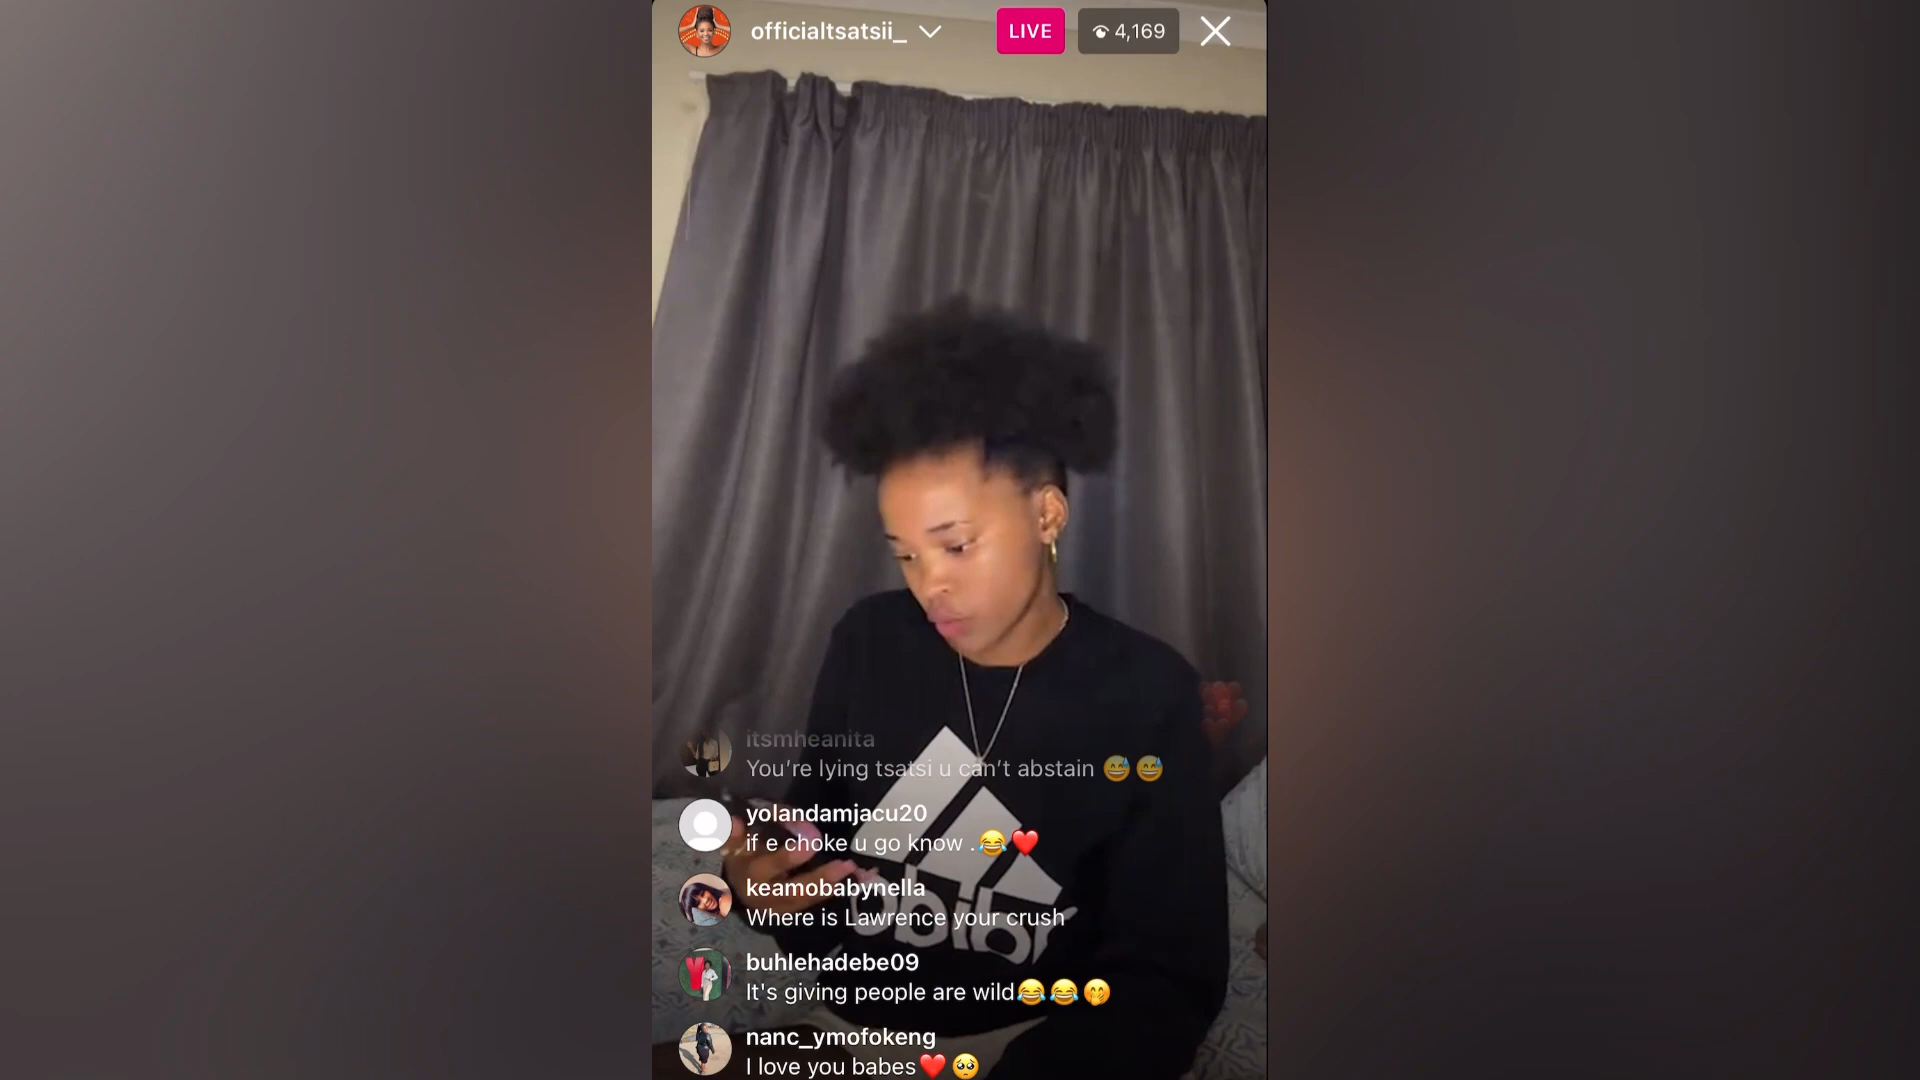 officialtsatsii_
LIVE
4,169
itsmheanita
You’re lying tsatsi u can’t abstain 😅 😅
yolandamjacu20
if e choke u go know .😂❤️
keamobabynella
Where is Lawrence your crush
buhlehadebe09
It's giving people are wild😂😂🤭
nanc_ymofokeng
I love you babes❤️🥺